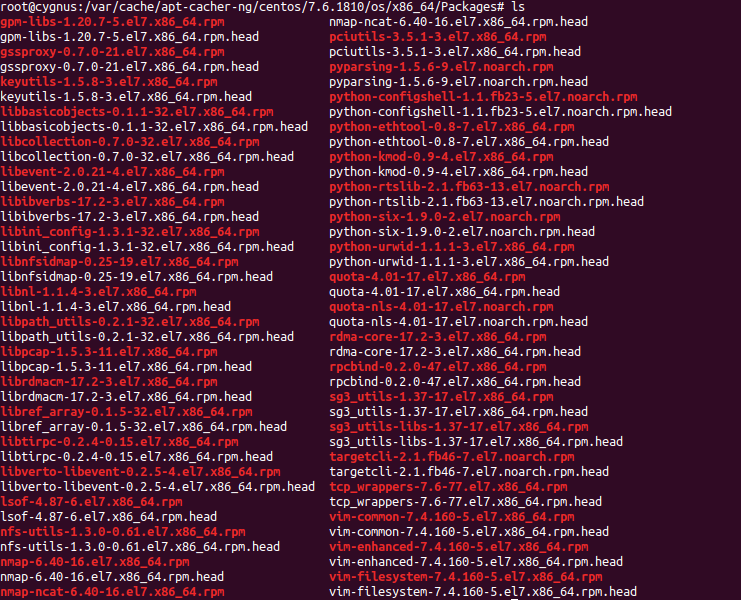 root@cygnus:/var/cache/apt-cacher-ng/centos/7.6.1810/os/x86_64/Packages# ls
gpm-libs-1.20.7-5.el7.x86_64.rpm nmap-ncat-6.40-16.el7.x86_64.rpm.head
gpm-libs-1.20.7-5.el7.x86_64.rpm.head pciutils-3.5.1-3.el7.x86_64.rpm
gssproxy-0.7.0-21.el7.x86_64.rpm pciutils-3.5.1-3.el7.x86_64.rpm.head
gssproxy-0.7.0-21.el7.x86_64.rpm.head pyparsing-1.5.6-9.el7.noarch.rpm
keyutils-1.5.8-3.el7.x86_64.rpm pyparsing-1.5.6-9.el7.noarch.rpm.head
keyutils-1.5.8-3.el7.x86_64.rpm.head python-configshell-1.1.fb23-5.el7.noarch.rpm
libbasicobjects-0.1.1-32.el7.x86_64.rpm python-configshell-1.1.fb23-5.el7.noarch.rpm.head
libbasicobjects-0.1.1-32.el7.x86_64.rpm.head python-ethtool-0.8-7.el7.x86_64.rpm
libcollection-0.7.0-32.el7.x86_64.rpm python-ethtool-0.8-7.el7.x86_64.rpm.head
libcollection-0.7.0-32.el7.x86_64.rpm.head python-kmod-0.9-4.el7.x86_64.rpm
libevent-2.0.21-4.el7.x86_64.rpm python-kmod-0.9-4.el7.x86_64.rpm.head
libevent-2.0.21-4.el7.x86_64.rpm.head python-rtslib-2.1.fb63-13.el7.noarch.rpm
libibverbs-17.2-3.el7.x86_64.rpm python-rtslib-2.1.fb63-13.el7.noarch.rpm.head
libibverbs-17.2-3.el7.x86_64.rpm.head python-six-1.9.0-2.el7.noarch.rpm
libini_config-1.3.1-32.el7.x86_64.rpm python-six-1.9.0-2.el7.noarch.rpm.head
libini_config-1.3.1-32.el7.x86_64.rpm.head python-urwid-1.1.1-3.el7.x86_64.rpm
libnfsidmap-0.25-19.el7.x86_64.rpm python-urwid-1.1.1-3.el7.x86_64.rpm.head
libnfsidmap-0.25-19.el7.x86_64.rpm.head quota-4.01-17.el7.x86_64.rpm
libnl-1.1.4-3.el7.x86_64.rpm quota-4.01-17.el7.x86_64.rpm.head
libnl-1.1.4-3.el7.x86_64.rpm.head quota-nls-4.01-17.el7.noarch.rpm
libpath_utils-0.2.1-32.el7.x86_64.rpm quota-nls-4.01-17.el7.noarch.rpm.head
libpath_utils-0.2.1-32.el7.x86_64.rpm.head rdma-core-17.2-3.el7.x86_64.rpm
libpcap-1.5.3-11.el7.x86_64.rpm rdma-core-17.2-3.el7.x86_64.rpm.head
libpcap-1.5.3-11.el7.x86_64.rpm.head rpcbind-0.2.0-47.el7.x86_64.rpm
librdmacm-17.2-3.el7.x86_64.rpm rpcbind-0.2.0-47.el7.x86_64.rpm.head
librdmacm-17.2-3.el7.x86_64.rpm.head sg3_utils-1.37-17.el7.x86_64.rpm
libref_array-0.1.5-32.el7.x86_64.rpm sg3_utils-1.37-17.el7.x86_64.rpm.head
libref_array-0.1.5-32.el7.x86_64.rpm.head sg3_utils-libs-1.37-17.el7.x86_64.rpm
libtirpc-0.2.4-0.15.el7.x86_64.rpm sg3_utils-libs-1.37-17.el7.x86_64.rpm.head
libtirpc-0.2.4-0.15.el7.x86_64.rpm.head targetcli-2.1.fb46-7.el7.noarch.rpm
libverto-libevent-0.2.5-4.el7.x86_64.rpm targetcli-2.1.fb46-7.el7.noarch.rpm.head
libverto-libevent-0.2.5-4.el7.x86_64.rpm.head tcp_wrappers-7.6-77.el7.x86_64.rpm
lsof-4.87-6.el7.x86_64.rpm tcp_wrappers-7.6-77.el7.x86_64.rpm.head
lsof-4.87-6.el7.x86_64.rpm.head vim-common-7.4.160-5.el7.x86_64.rpm
nfs-utils-1.3.0-0.61.el7.x86_64.rpm vim-common-7.4.160-5.el7.x86_64.rpm.head
nfs-utils-1.3.0-0.61.el7.x86_64.rpm.head vim-enhanced-7.4.160-5.el7.x86_64.rpm
nmap-6.40-16.el7.x86_64.rpm vim-enhanced-7.4.160-5.el7.x86_64.rpm.head
nmap-6.40-16.el7.x86_64.rpm.head vim-filesystem-7.4.160-5.el7.x86_64.rpm
nmap-ncat-6.40-16.el7.x86_64.rpm vim-filesystem-7.4.160-5.el7.x86_64.rpm.head